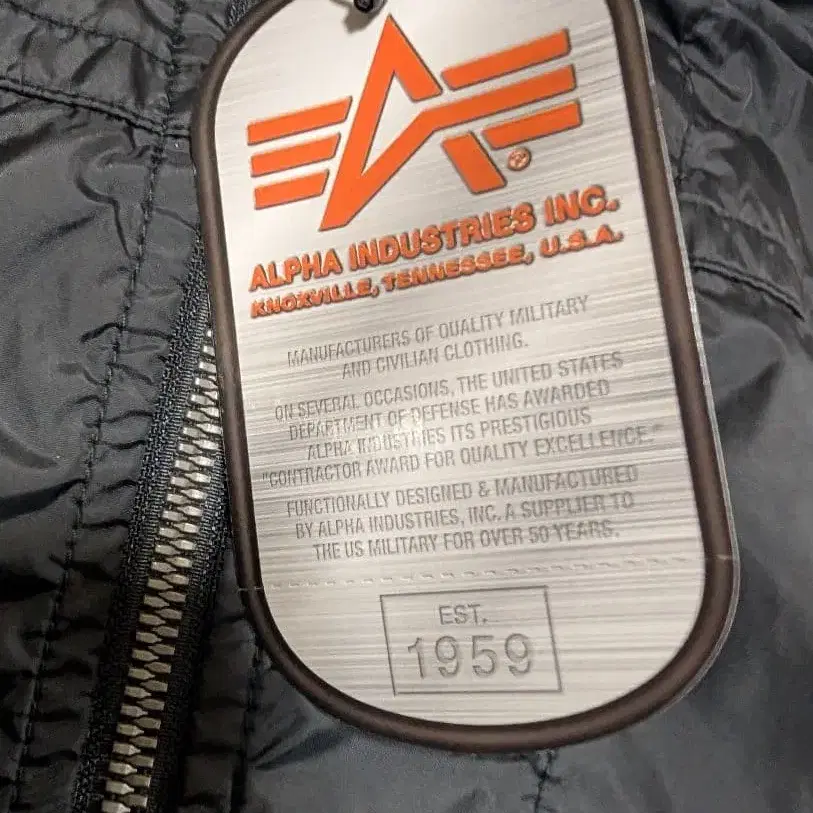 ALPHA INDUSTRIES INC.
KNOXVILLE, TENNESSEE, U.S.A.
MANUFACTURERS OF QUALITY MILITARY
AND CIVILIAN CLOTHING.
ON SEVERAL OCCASIONS, THE UNITED STATES
DEPARTMENT OF DEFENSE HAS AWARDED
ALPHA INDUSTRIES ITS PRESTIGIOUS
"CONTRACTOR AWARD FOR QUALITY EXCELLENCE."
FUNCTIONALLY DESIGNED & MANUFACTURED
BY ALPHA INDUSTRIES, INC. A SUPPLIER TO
THE US MILITARY FOR OVER 50 YEARS.
EST.
1959